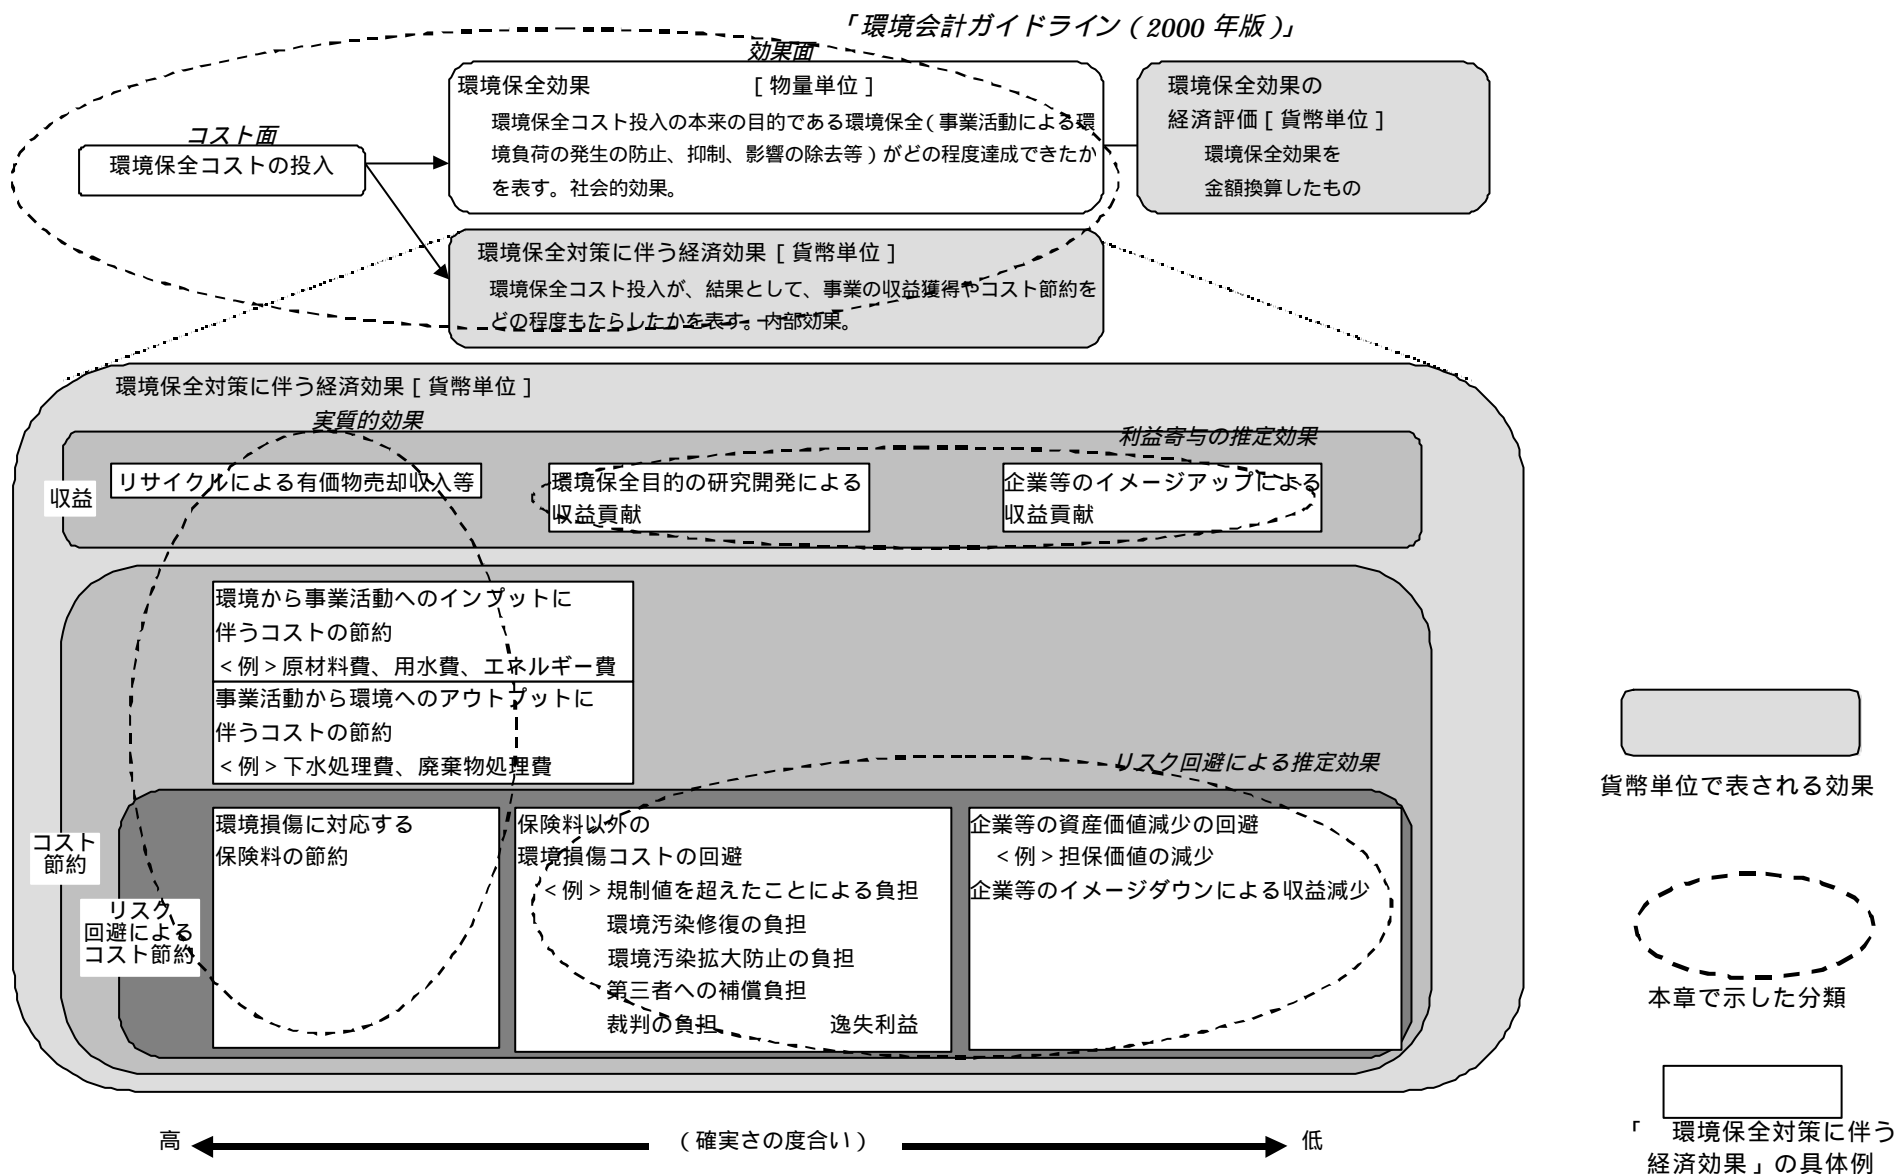 「環境会計ガイドライン(2000 年版)」
効果面
コスト面
環境保全コストの投入
環境保全効果 [物量単位]
環境保全コスト投入の本来の目的である環境保全(事業活動による環
境負荷の発生の防止、抑制、影響の除去等)がどの程度達成できたか
を表す。社会的効果。
環境保全効果の
経済評価[貨幣単位]
環境保全効果を
金額換算したもの
環境保全対策に伴う経済効果[貨幣単位]
環境保全コスト投入が、結果として、事業の収益獲得やコスト節約を
どの程度もたらしたかを表す。内部効果。
環境保全対策に伴う経済効果[貨幣単位]
実質的効果
利益寄与の推定効果
収益
リサイクルによる有価物売却収入等
環境保全目的の研究開発による
収益貢献
企業等のイメージアップによる
収益貢献
環境から事業活動へのインプットに
伴うコストの節約
<例>原材料費、用水費、エネルギー費
事業活動から環境へのアウトプットに
伴うコストの節約
<例>下水処理費、廃棄物処理費
リスク回避による推定効果
コスト
節約
リスク
回避による
コスト節約
環境損傷に対応する
保険料の節約
保険料以外の
環境損傷コストの回避
<例>規制値を超えたことによる負担
環境汚染修復の負担
環境汚染拡大防止の負担
第三者への補償負担
裁判の負担 逸失利益
企業等の資産価値減少の回避
<例>担保価値の減少
企業等のイメージダウンによる収益減少
高 (確実さの度合い) 低
貨幣単位で表される効果
本章で示した分類
「 環境保全対策に伴う
経済効果」の具体例